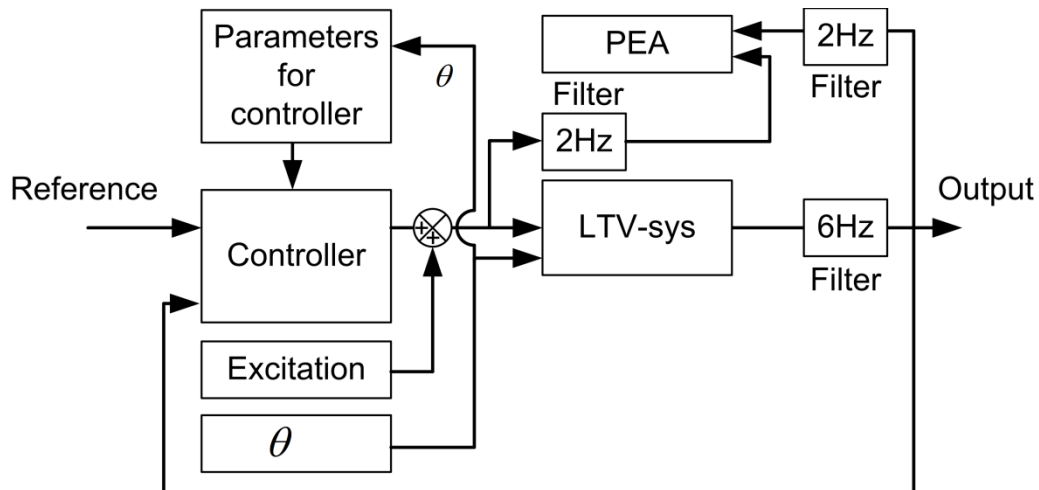 Parameters
for
controller
θ
PEA
2Hz
Filter
Filter
2Hz
Reference
Controller
++
LTV-sys
6Hz
Filter
Output
Excitation
θ